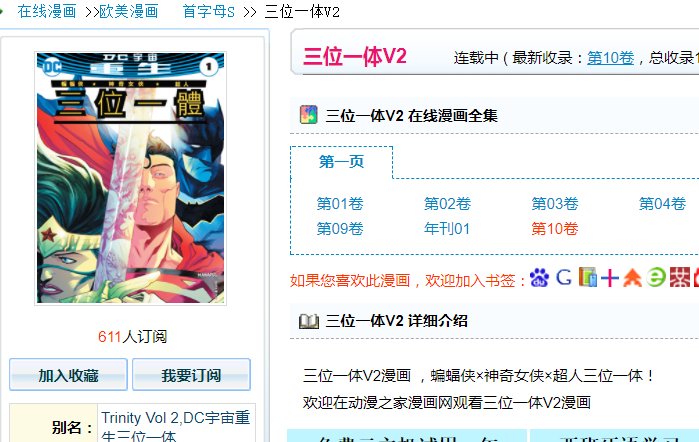 在线漫画 >>欧美漫画 首字母S >> 三位一体V2
DC
DC宇宙
重生
1
蝙蝠侠 • 神奇女侠 • 超人
三位一體
611人订阅
加入收藏 我要订阅
别名： Trinity Vol 2,DC宇宙重
生三位一体
三位一体V2 连载中 ( 最新收录：第10卷，总收录1
三位一体V2 在线漫画全集
第一页
第01卷 第02卷 第03卷 第04卷
第09卷 年刊01 第10卷
如果您喜欢此漫画，欢迎加入书签：
三位一体V2 详细介绍
三位一体V2漫画 ，蝙蝠侠×神奇女侠×超人三位一体！
欢迎在动漫之家漫画网观看三位一体V2漫画